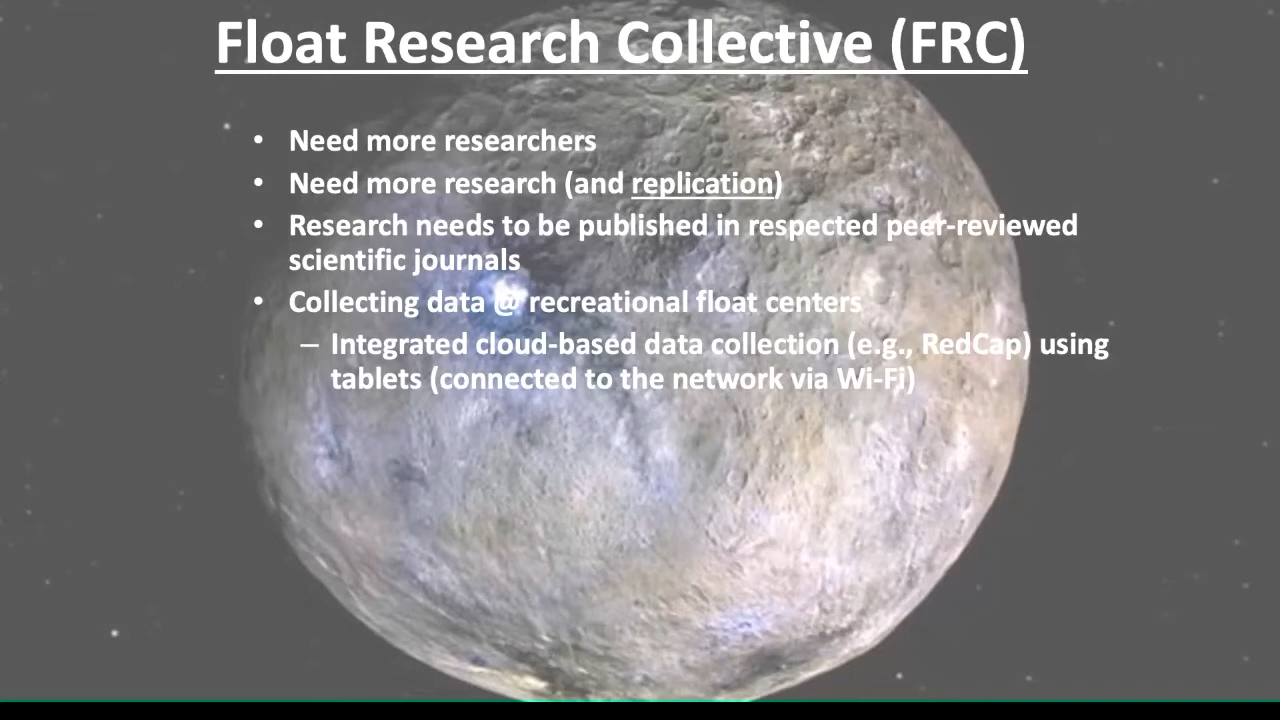 Float Research Collective (FRC)
• Need more researchers
• Need more research (and replication)
• Research needs to be published in respected peer-reviewed
scientific journals
• Collecting data @ recreational float centers
– Integrated cloud-based data collection (e.g., RedCap) using
tablets (connected to the network via Wi-Fi)